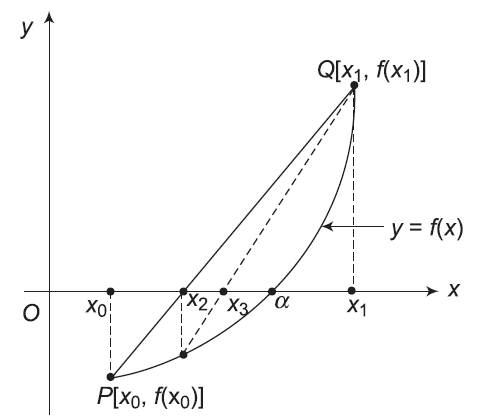 y
Q[x₁, f(x₁)]
y = f(x)
O
x₀
x₂
x₃
α
x₁
x
P[x₀, f(x₀)]